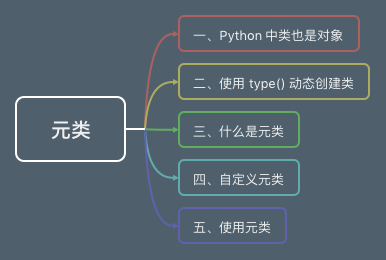 元类
一、Python 中类也是对象
二、使用 type() 动态创建类
三、什么是元类
四、自定义元类
五、使用元类